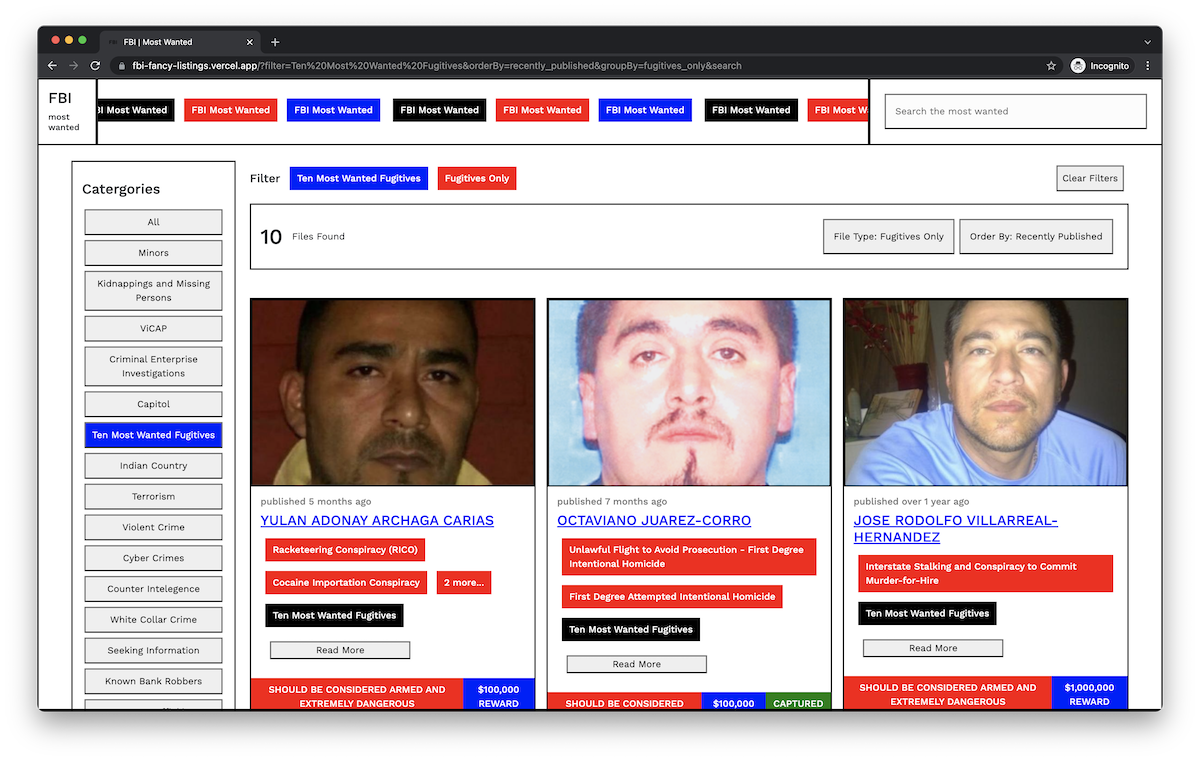 FBI | Most Wanted
fbi-fancy-listings.vercel.app/?filter=Ten%20Most%20Wanted%20Fugitives&orderBy=recently_published&groupBy=fugitives_only&search
Incognito
FBI
most
wanted
BI Most Wanted
FBI Most Wanted
FBI Most Wanted
FBI Most Wanted
FBI Most Wanted
FBI Most Wanted
FBI Most Wanted
FBI Most W
Search the most wanted
Catergories
All
Minors
Kidnappings and Missing
Persons
ViCAP
Criminal Enterprise
Investigations
Capitol
Ten Most Wanted Fugitives
Indian Country
Terrorism
Violent Crime
Cyber Crimes
Counter Intelegence
White Collar Crime
Seeking Information
Known Bank Robbers
Filter
Ten Most Wanted Fugitives
Fugitives Only
Clear Filters
10 Files Found
File Type: Fugitives Only
Order By: Recently Published
published 5 months ago
YULAN ADONAY ARCHAGA CARIAS
Racketeering Conspiracy (RICO)
Cocaine Importation Conspiracy
2 more...
Ten Most Wanted Fugitives
Read More
SHOULD BE CONSIDERED ARMED AND
EXTREMELY DANGEROUS
$100,000
REWARD
published 7 months ago
OCTAVIANO JUAREZ-CORRO
Unlawful Flight to Avoid Prosecution - First Degree
Intentional Homicide
First Degree Attempted Intentional Homicide
Ten Most Wanted Fugitives
Read More
SHOULD BE CONSIDERED
$100,000
CAPTURED
published over 1 year ago
JOSE RODOLFO VILLARREAL-
HERNANDEZ
Interstate Stalking and Conspiracy to Commit
Murder-for-Hire
Ten Most Wanted Fugitives
Read More
SHOULD BE CONSIDERED ARMED AND
EXTREMELY DANGEROUS
$1,000,000
REWARD